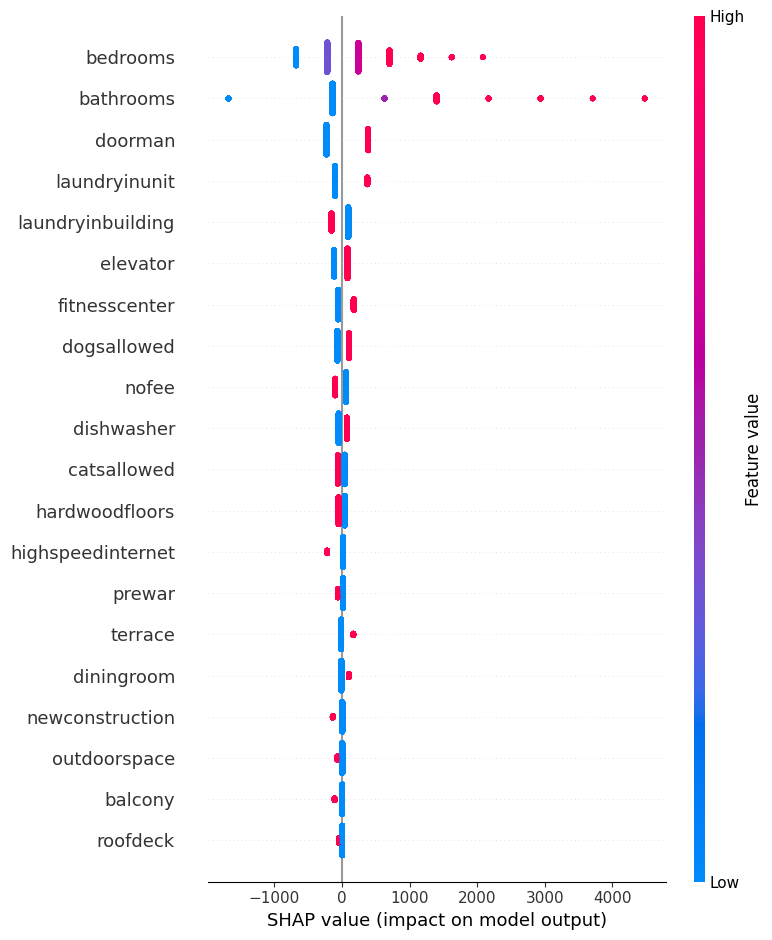 High
bedrooms
bathrooms
doorman
laundryinunit
laundryinbuilding
elevator
fitnesscenter
dogsallowed
nofee
dishwasher
catsallowed
hardwoodfloors
highspeedinternet
prewar
terrace
diningroom
newconstruction
outdoorspace
balcony
roofdeck
Feature value
Low
−1000 0 1000 2000 3000 4000
SHAP value (impact on model output)